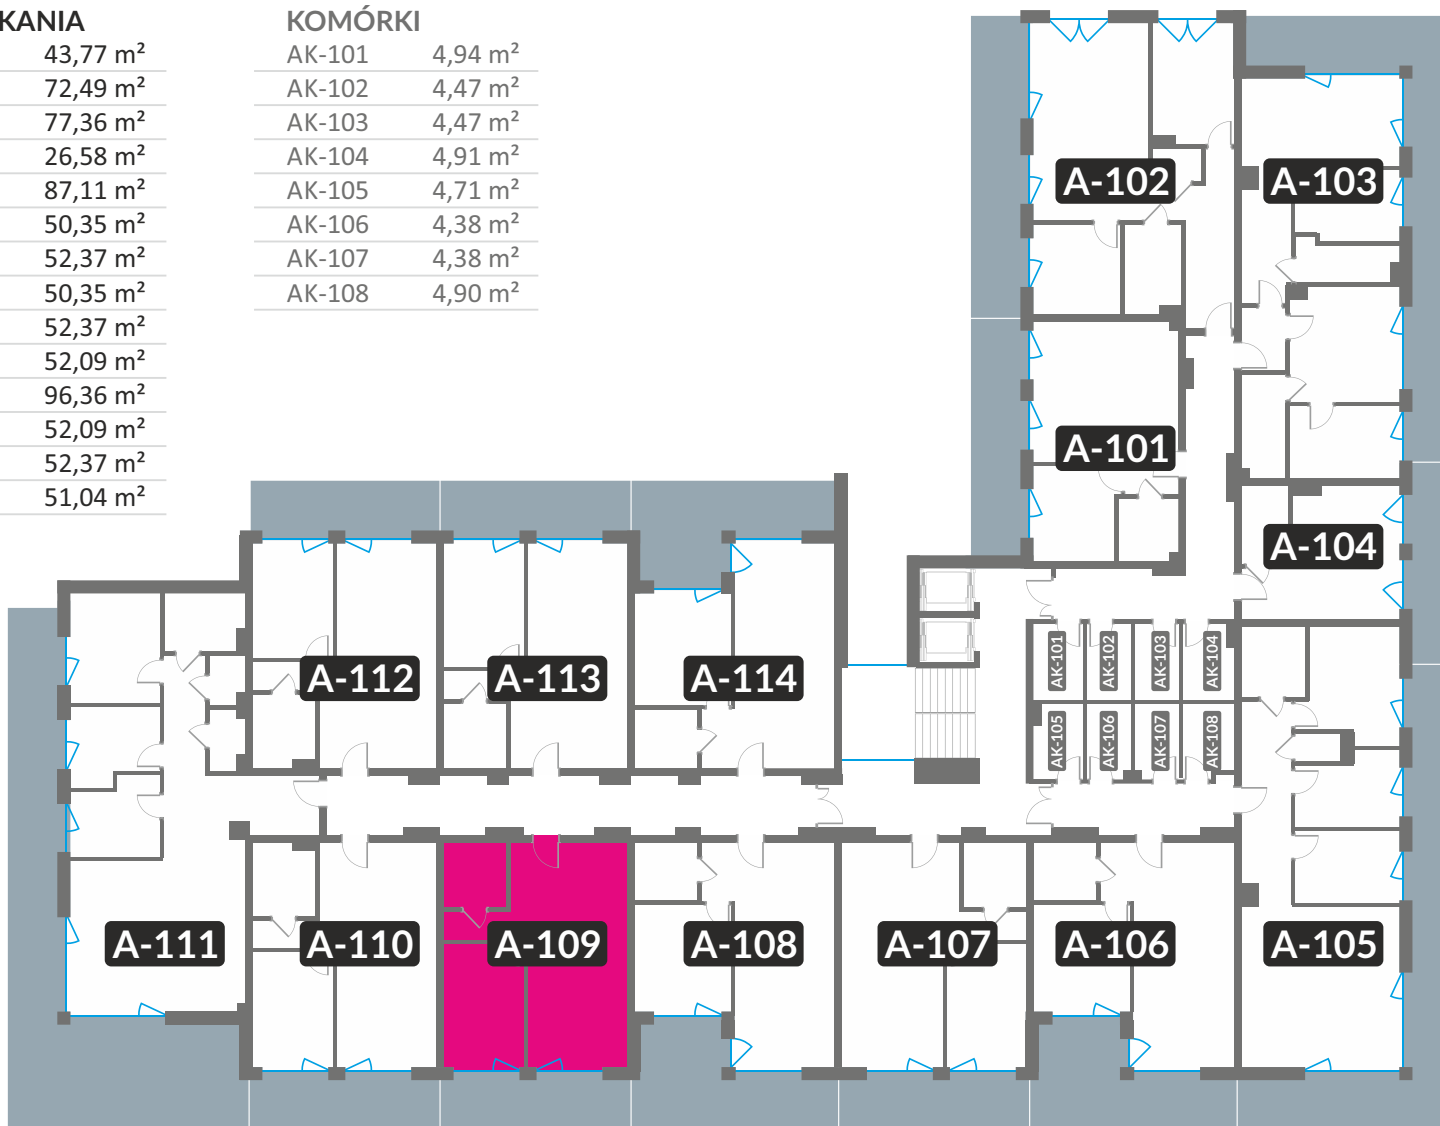 KANIA
43,77 m²
72,49 m²
77,36 m²
26,58 m²
87,11 m²
50,35 m²
52,37 m²
50,35 m²
52,37 m²
52,09 m²
96,36 m²
52,09 m²
52,37 m²
51,04 m²
KOMÓRKI
AK-101 4,94 m²
AK-102 4,47 m²
AK-103 4,47 m²
AK-104 4,91 m²
AK-105 4,71 m²
AK-106 4,38 m²
AK-107 4,38 m²
AK-108 4,90 m²
A-102
A-103
A-101
A-104
AK-101
AK-102
AK-103
AK-104
A-112
A-113
A-114
AK-105
AK-106
AK-107
AK-108
A-111
A-110
A-109
A-108
A-107
A-106
A-105